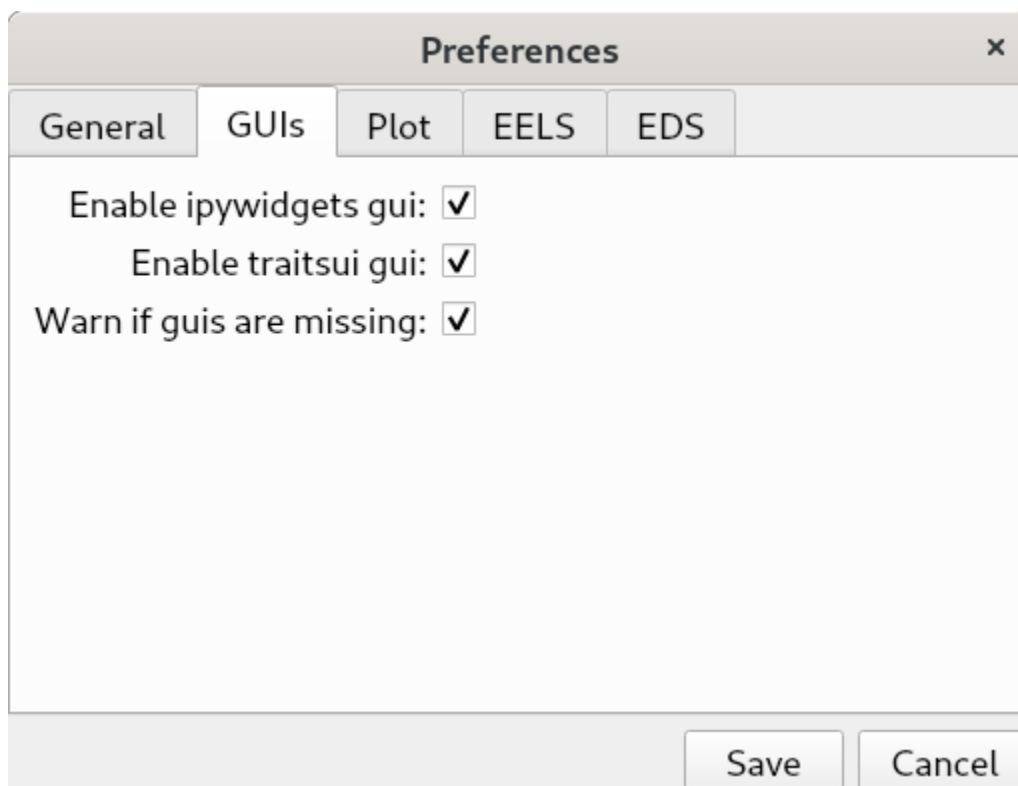 Preferences
General GUIs Plot EELS EDS
Enable ipywidgets gui:
Enable traitsui gui:
Warn if guis are missing:
Save Cancel